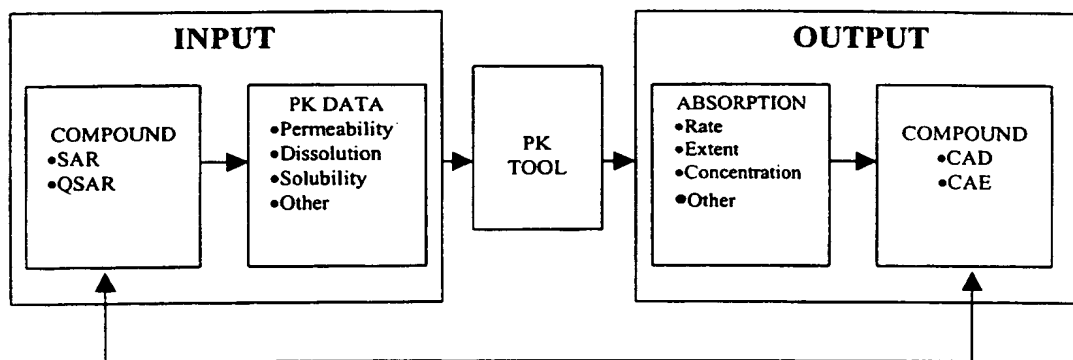 INPUT
COMPOUND
•SAR
•QSAR
PK DATA
•Permeability
•Dissolution
•Solubility
•Other
PK
TOOL
OUTPUT
ABSORPTION
•Rate
•Extent
•Concentration
•Other
COMPOUND
•CAD
•CAE